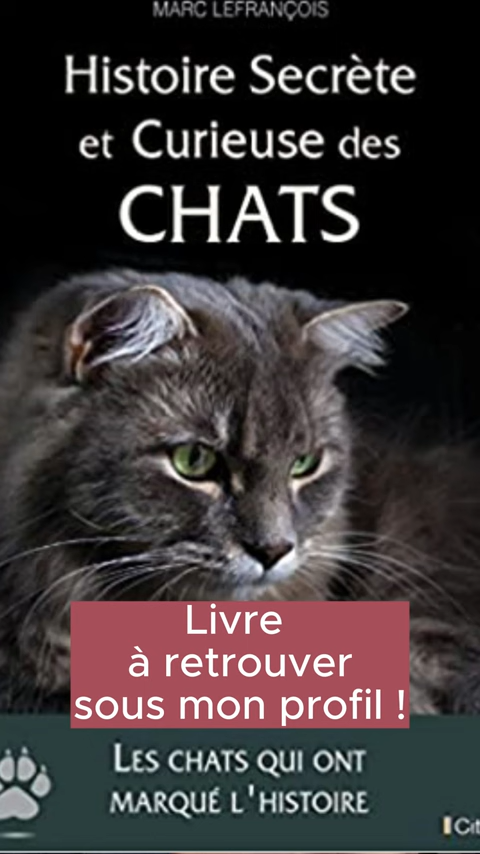 MARC LEFRANÇOIS
Histoire Secrète
et Curieuse des
CHATS
Livre
à retrouver
sous mon profil !
LES CHATS QUI ONT
MARQUÉ L'HISTOIRE
Cit